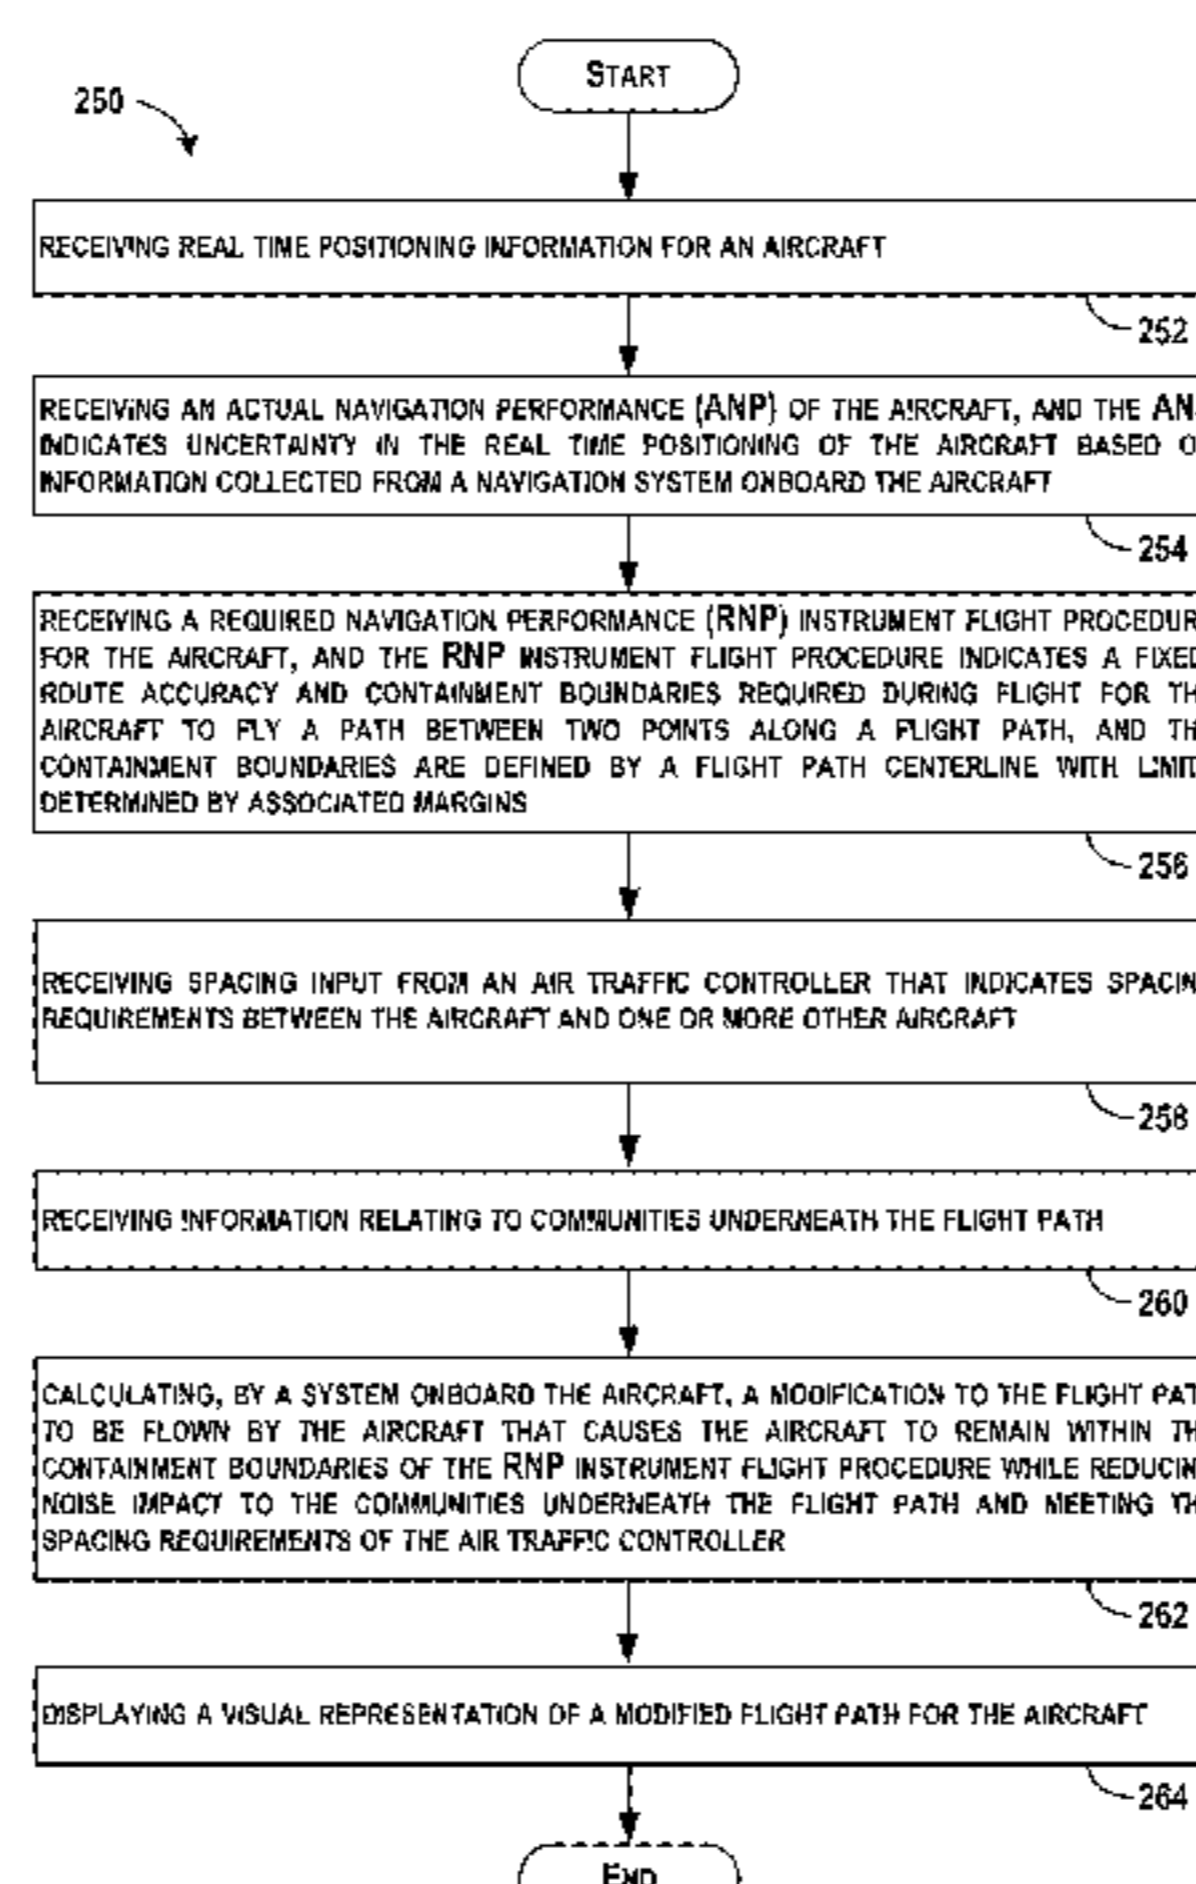 START
250
RECEIVING REAL TIME POSITIONING INFORMATION FOR AN AIRCRAFT
252
RECEIVING AN ACTUAL NAVIGATION PERFORMANCE (ANP) OF THE AIRCRAFT, AND THE
INDICATES UNCERTAINTY IN THE REAL TIME POSITIONING OF THE AIRCRAFT BASED
INFORMATION COLLECTED FROM A NAVIGATION SYSTEM ONBOARD THE AIRCRAFT
254
RECEIVING A REQUIRED NAVIGATION PERFORMANCE (RNP) INSTRUMENT FLIGHT
FOR THE AIRCRAFT, AND THE RNP INSTRUMENT FLIGHT PROCEDURE INDICATES A FIXED
ROUTE ACCURACY AND CONTAINMENT BOUNDARIES REQUIRED DURING FLIGHT FOR
AIRCRAFT TO FLY A PATH BETWEEN TWO POINTS ALONG A FLIGHT PATH, AND
CONTAINMENT BOUNDARIES ARE DEFINED BY A FLIGHT PATH CENTERLINE WITH
DETERMINED BY ASSOCIATED MARGINS
256
RECEIVING SPACING INPUT FROM AN AIR TRAFFIC CONTROLLER THAT INDICATES
REQUIREMENTS BETWEEN THE AIRCRAFT AND ONE OR MORE OTHER AIRCRAFT
258
RECEIVING INFORMATION RELATING TO COMMUNITIES UNDERNEATH THE FLIGHT PATH
260
CALCULATING, BY A SYSTEM ONBOARD THE AIRCRAFT, A MODIFICATION TO THE FLIGHT
TO BE FLOWN BY THE AIRCRAFT THAT CAUSES THE AIRCRAFT TO REMAIN WITHIN
CONTAINMENT BOUNDARIES OF THE RNP INSTRUMENT FLIGHT PROCEDURE WHILE
NOISE IMPACT TO THE COMMUNITIES UNDERNEATH THE FLIGHT PATH AND MEETING
SPACING REQUIREMENTS OF THE AIR TRAFFIC CONTROLLER
262
DISPLAYING A VISUAL REPRESENTATION OF A MODIFIED FLIGHT PATH FOR THE AIRCRAFT
264
END